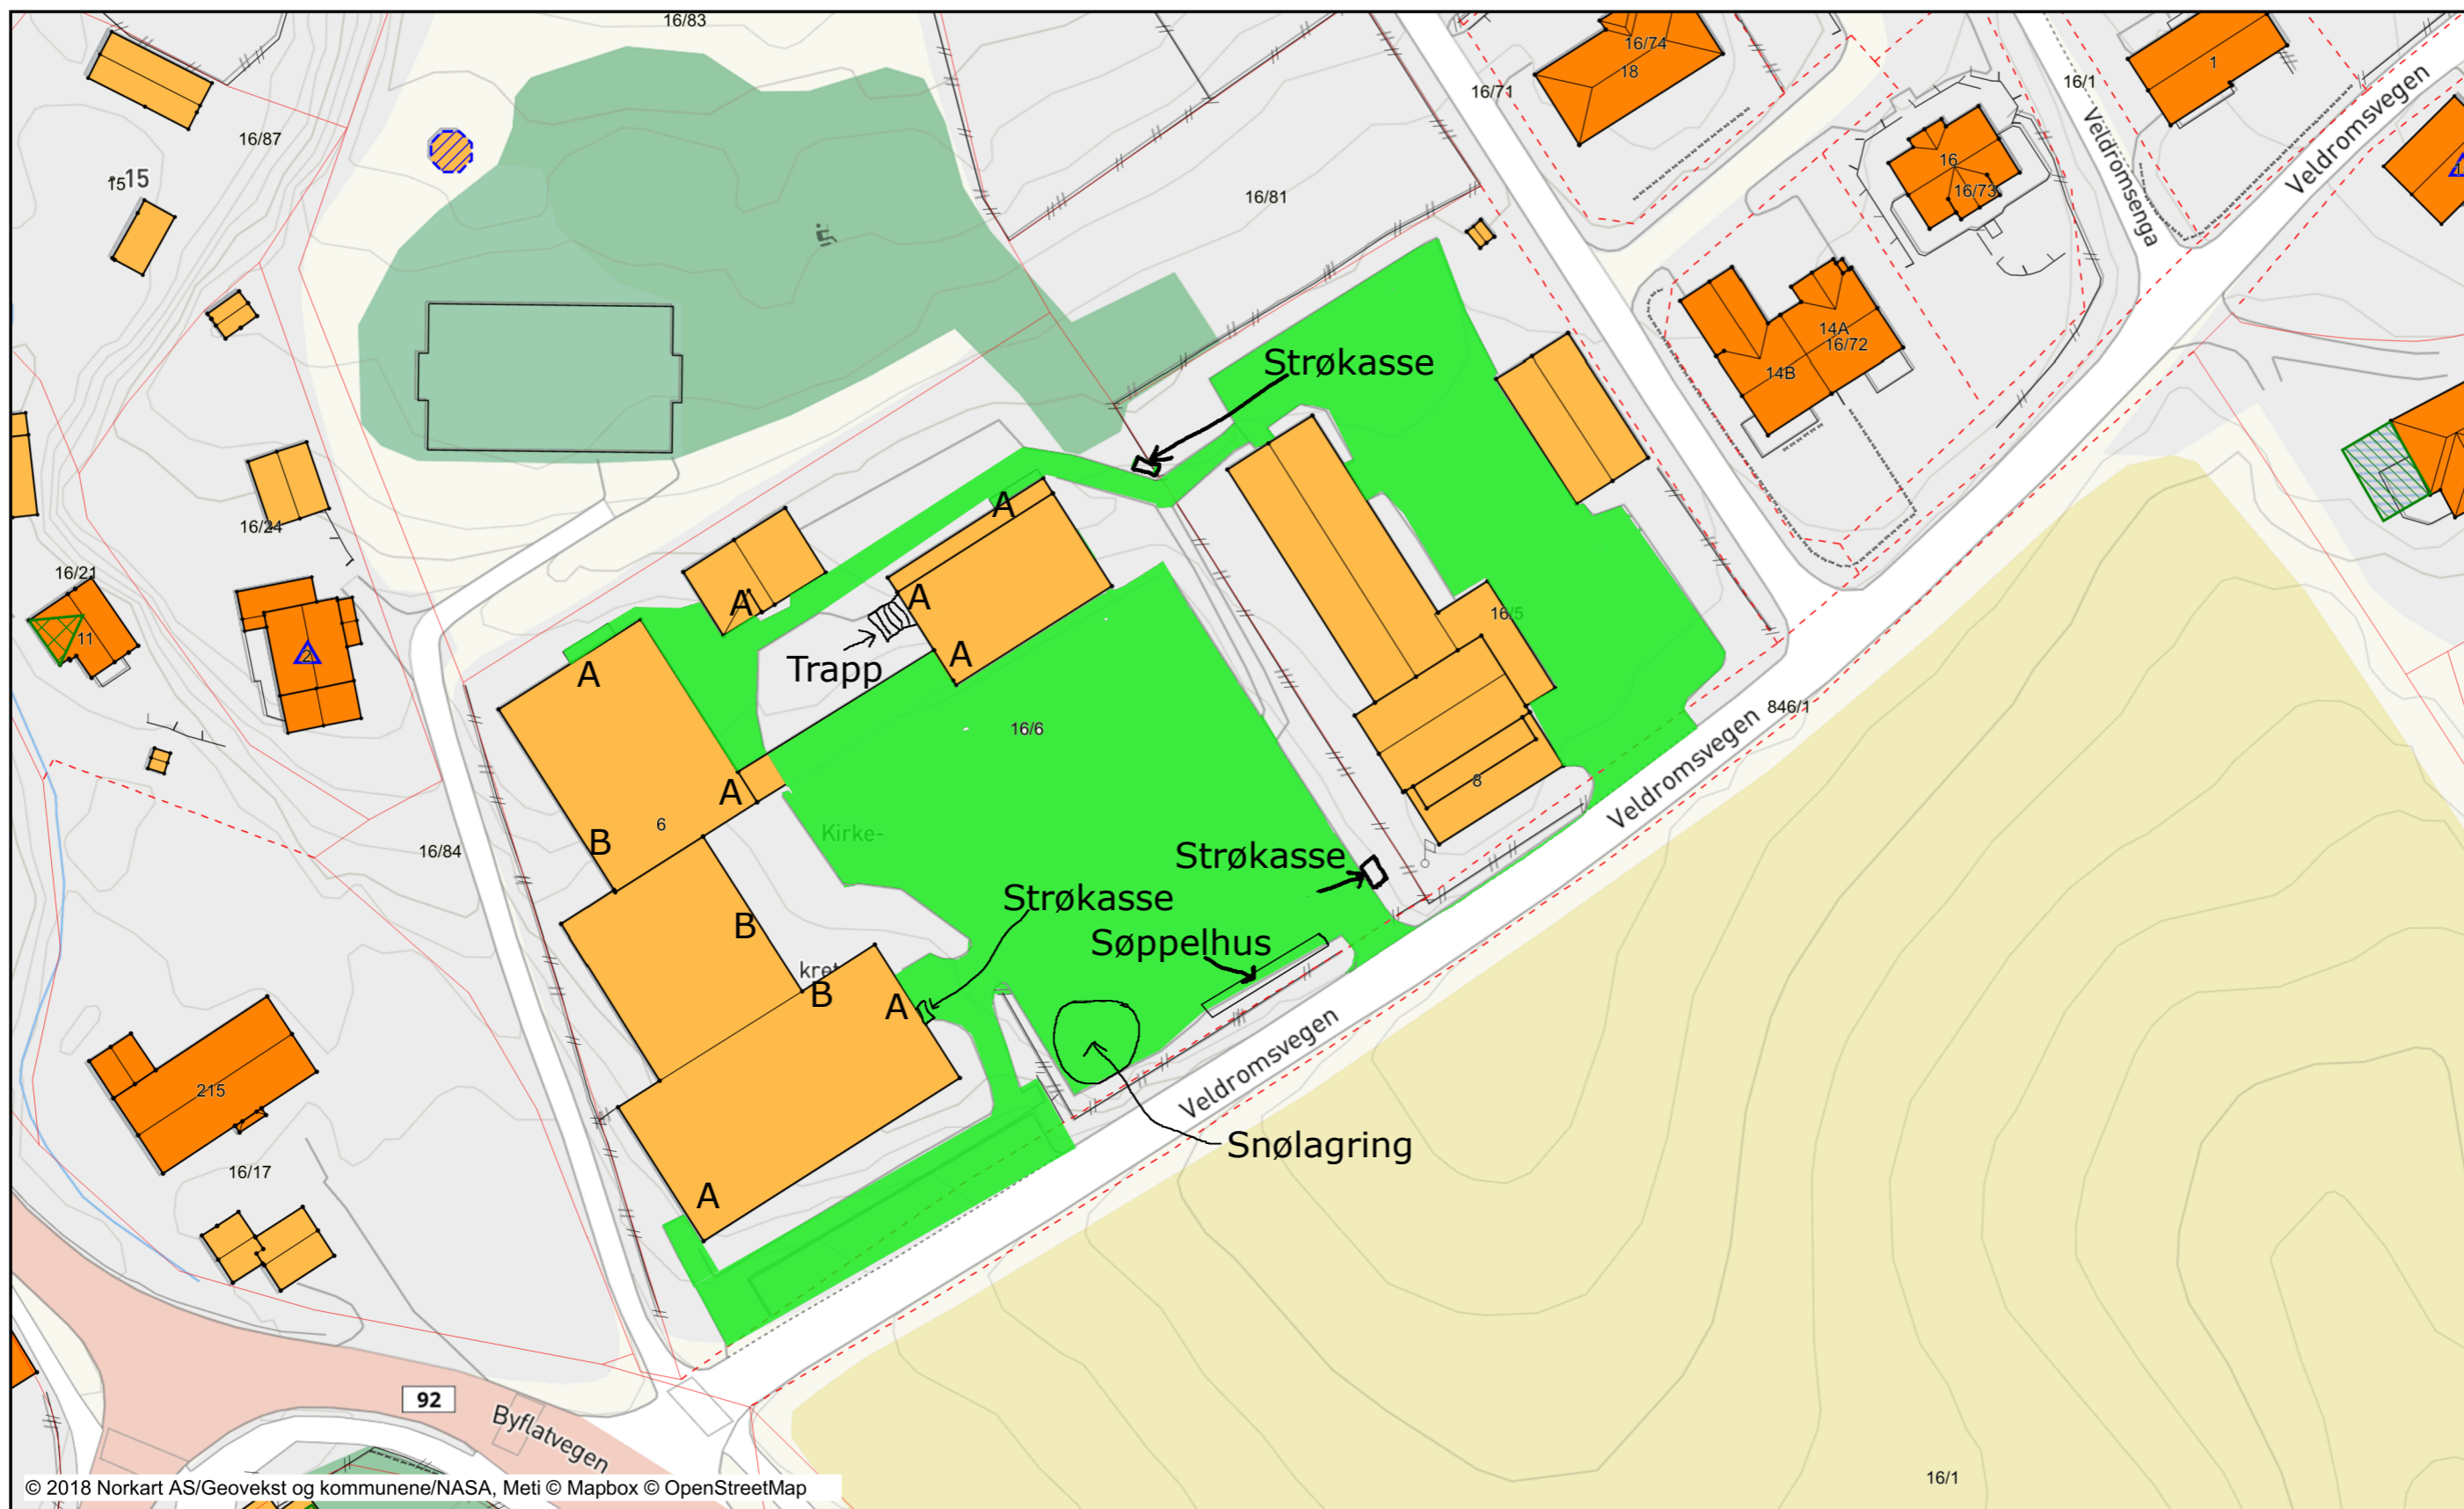 16/83
16/74
18
16/71
16/1
1
Veldromsvegen
Veldromsenga
16/87
15
15
16
16/73
16/81
14A
16/72
14B
Strøkasse
A
16/24
16/21
11
2
A
A
A
A
Trapp
16/5
16/6
846/1
Veldromsvegen
A
8
6
Kirke-
B
16/84
Strøkasse
Strøkasse
B
Søppelhus
B
A
215
Veldromsvegen
Snølagring
16/17
A
92
Byflatvegen
16/1
© 2018 Norkart AS/Geovekst og kommunene/NASA, Meti © Mapbox © OpenStreetMap